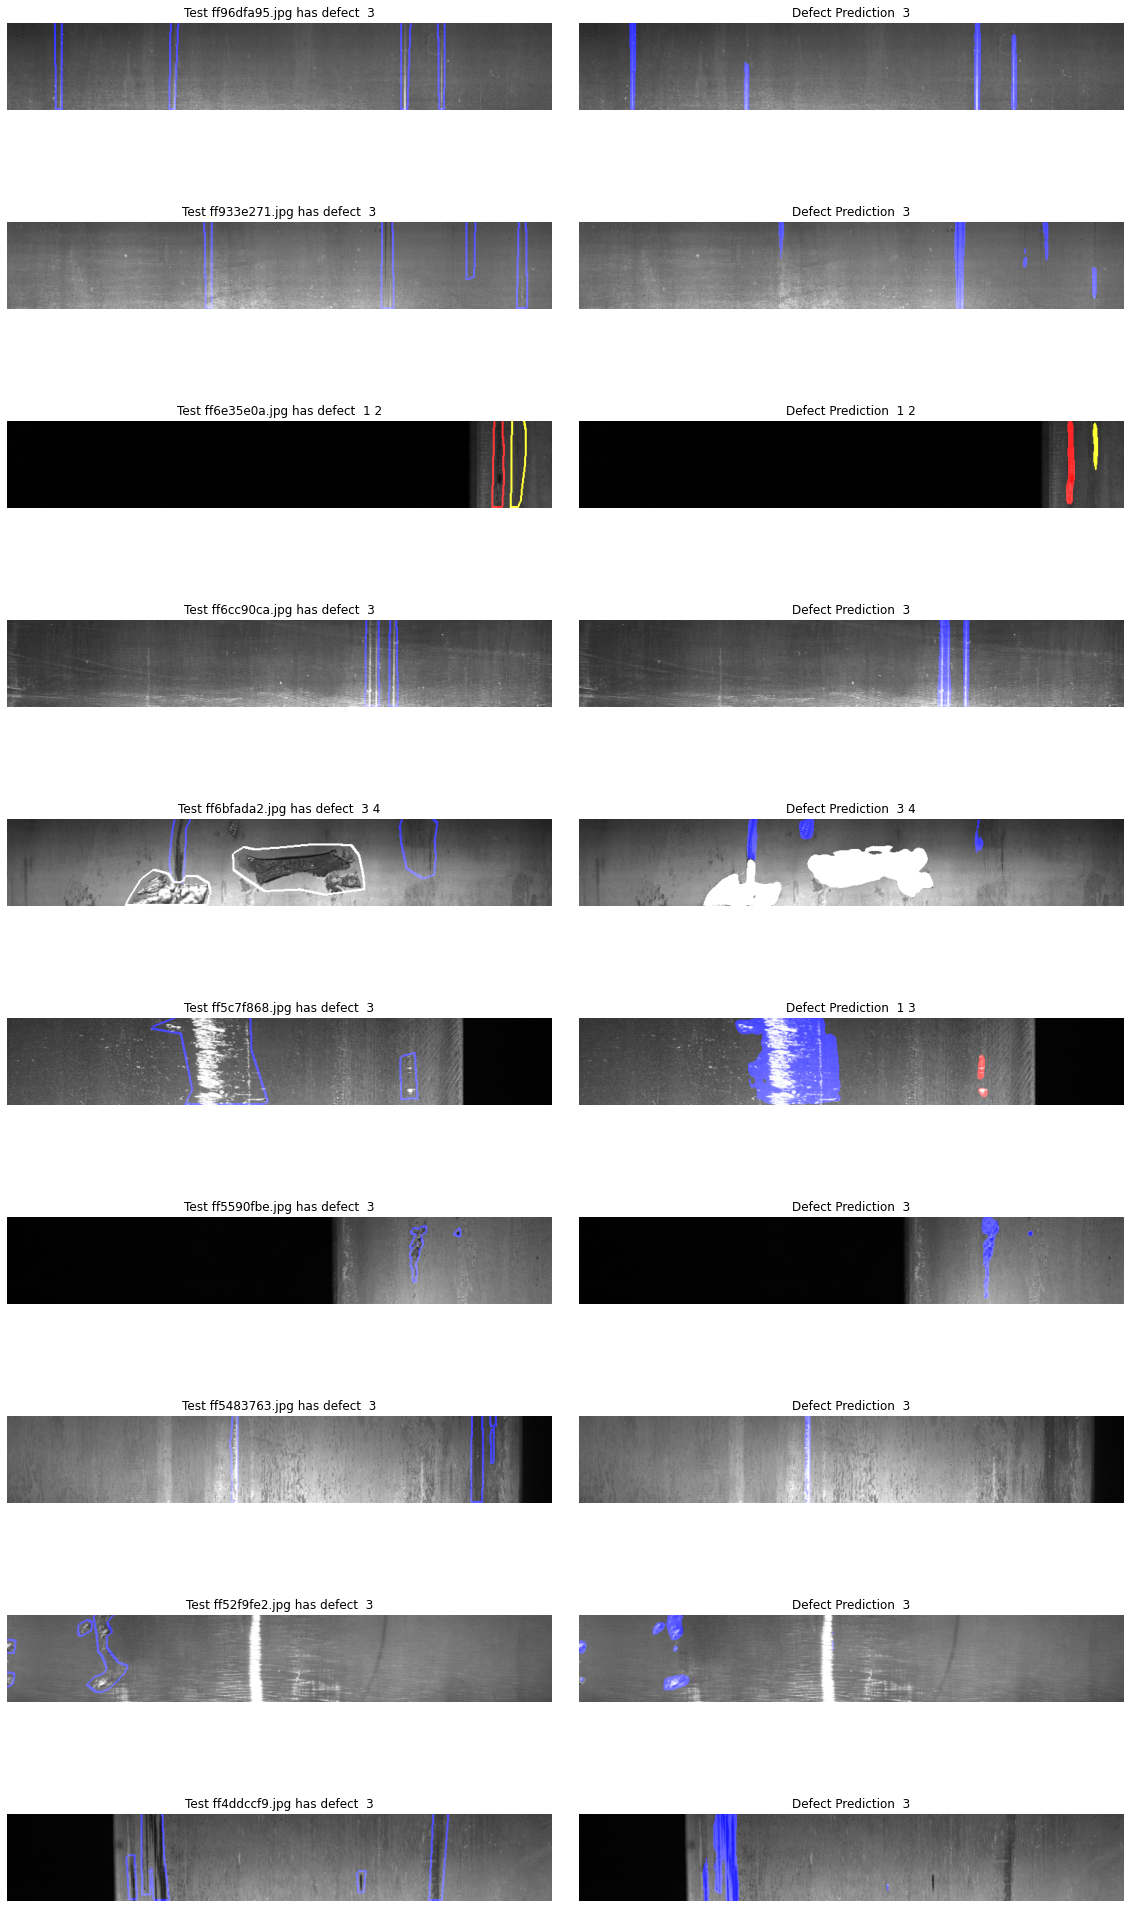 Test ff96dfa95.jpg has defect  3
Defect Prediction  3
Test ff933e271.jpg has defect  3
Defect Prediction  3
Test ff6e35e0a.jpg has defect  1 2
Defect Prediction  1 2
Test ff6cc90ca.jpg has defect  3
Defect Prediction  3
Test ff6bfada2.jpg has defect  3 4
Defect Prediction  3 4
Test ff5c7f868.jpg has defect  3
Defect Prediction  1 3
Test ff5590fbe.jpg has defect  3
Defect Prediction  3
Test ff5483763.jpg has defect  3
Defect Prediction  3
Test ff52f9fe2.jpg has defect  3
Defect Prediction  3
Test ff4ddccf9.jpg has defect  3
Defect Prediction  3